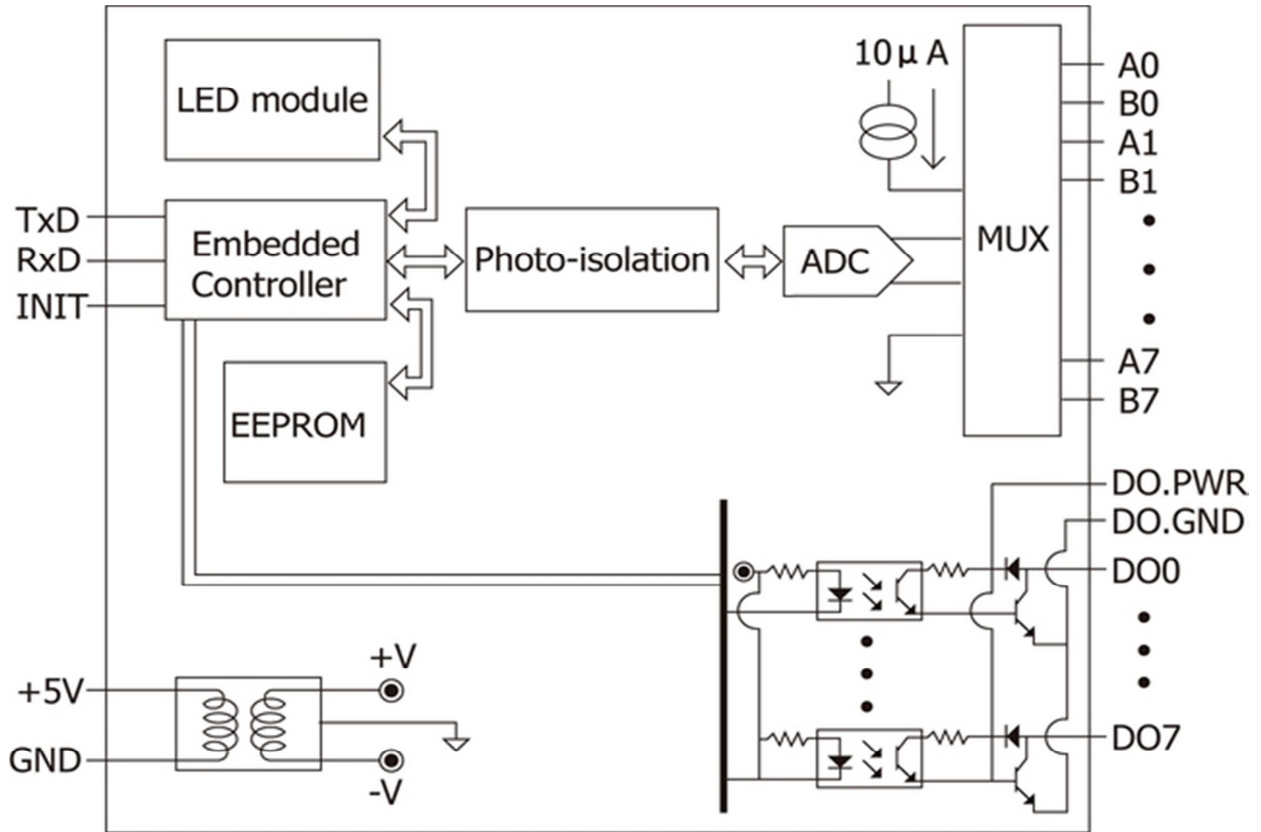 LED module
10 μ A
A0
B0
A1
B1
MUX
TxD
RxD
INIT
Embedded
Controller
Photo-isolation
ADC
A7
B7
EEPROM
DO.PWR
DO.GND
DO0
+5V
GND
+V
-V
DO7